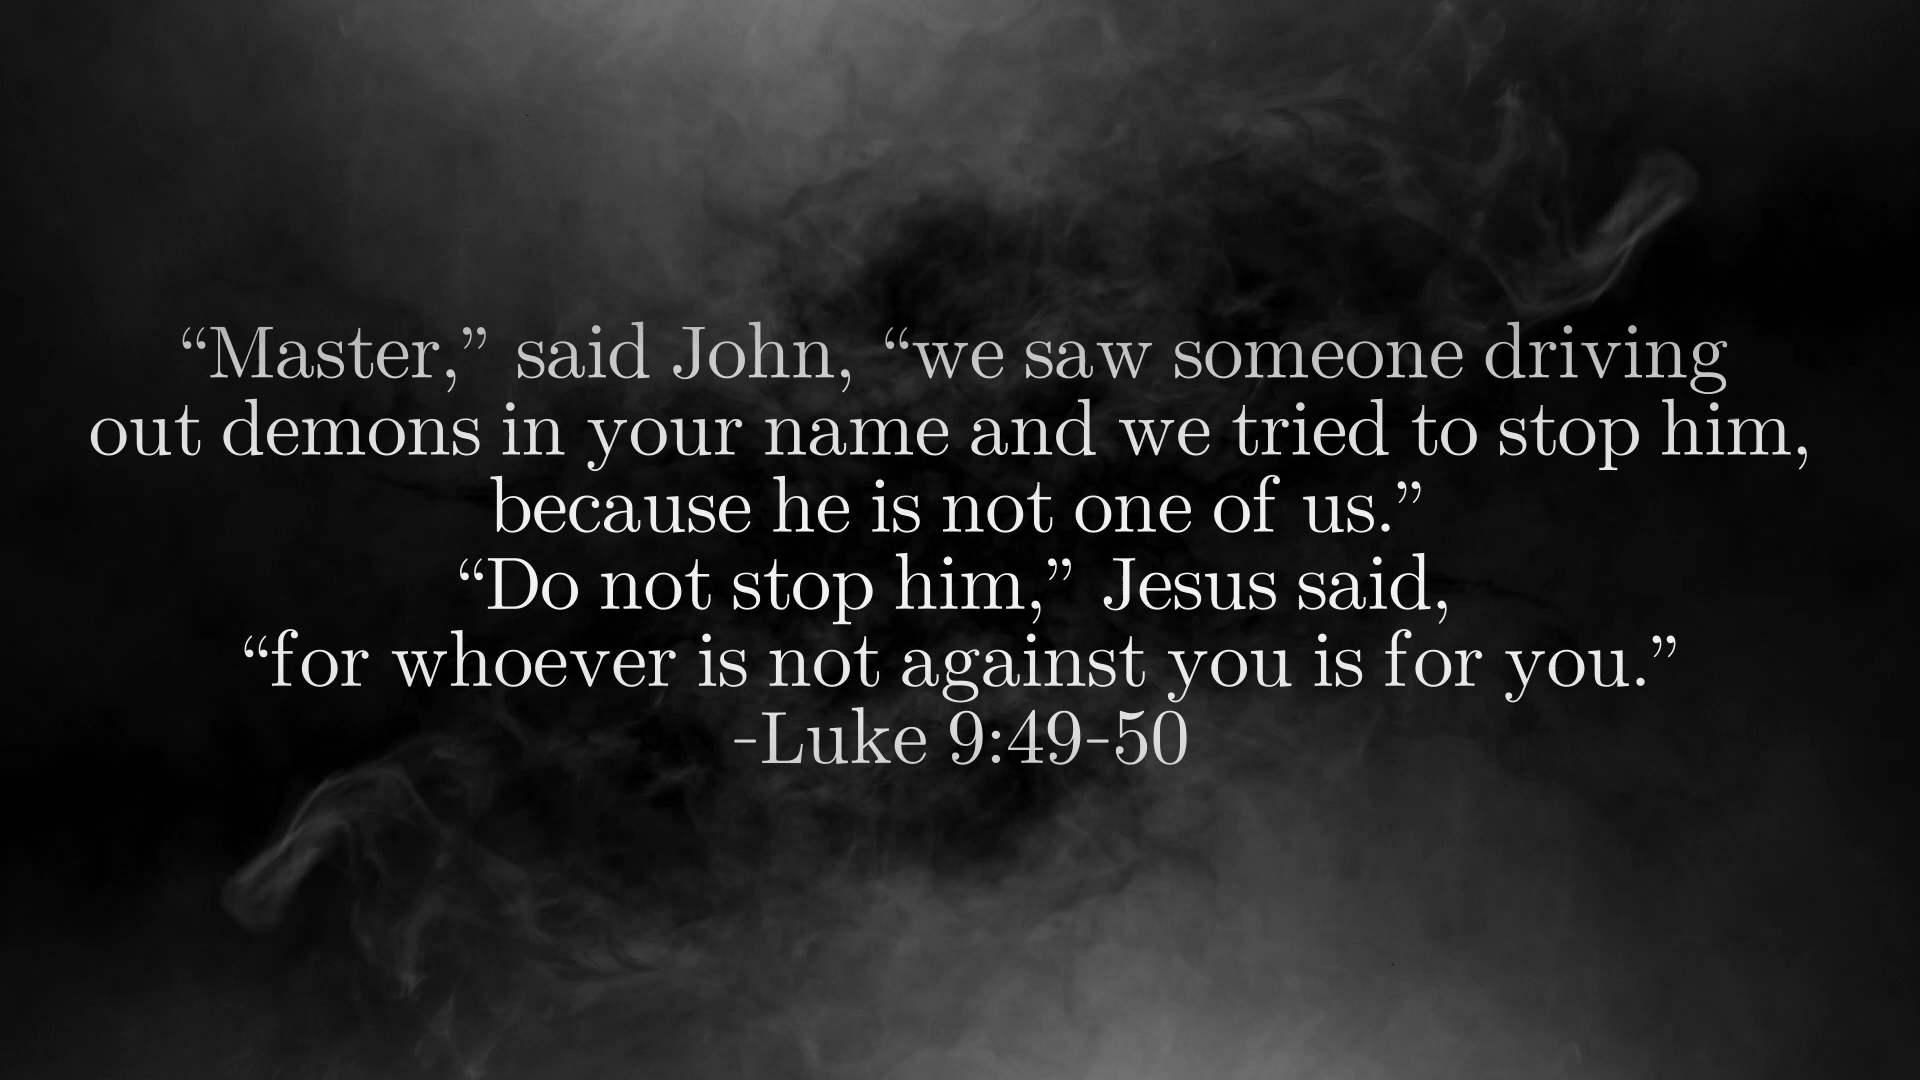 “Master,” said John, “we saw someone driving
out demons in your name and we tried to stop him,
because he is not one of us.”
“Do not stop him,” Jesus said,
“for whoever is not against you is for you.”
-Luke 9:49-50